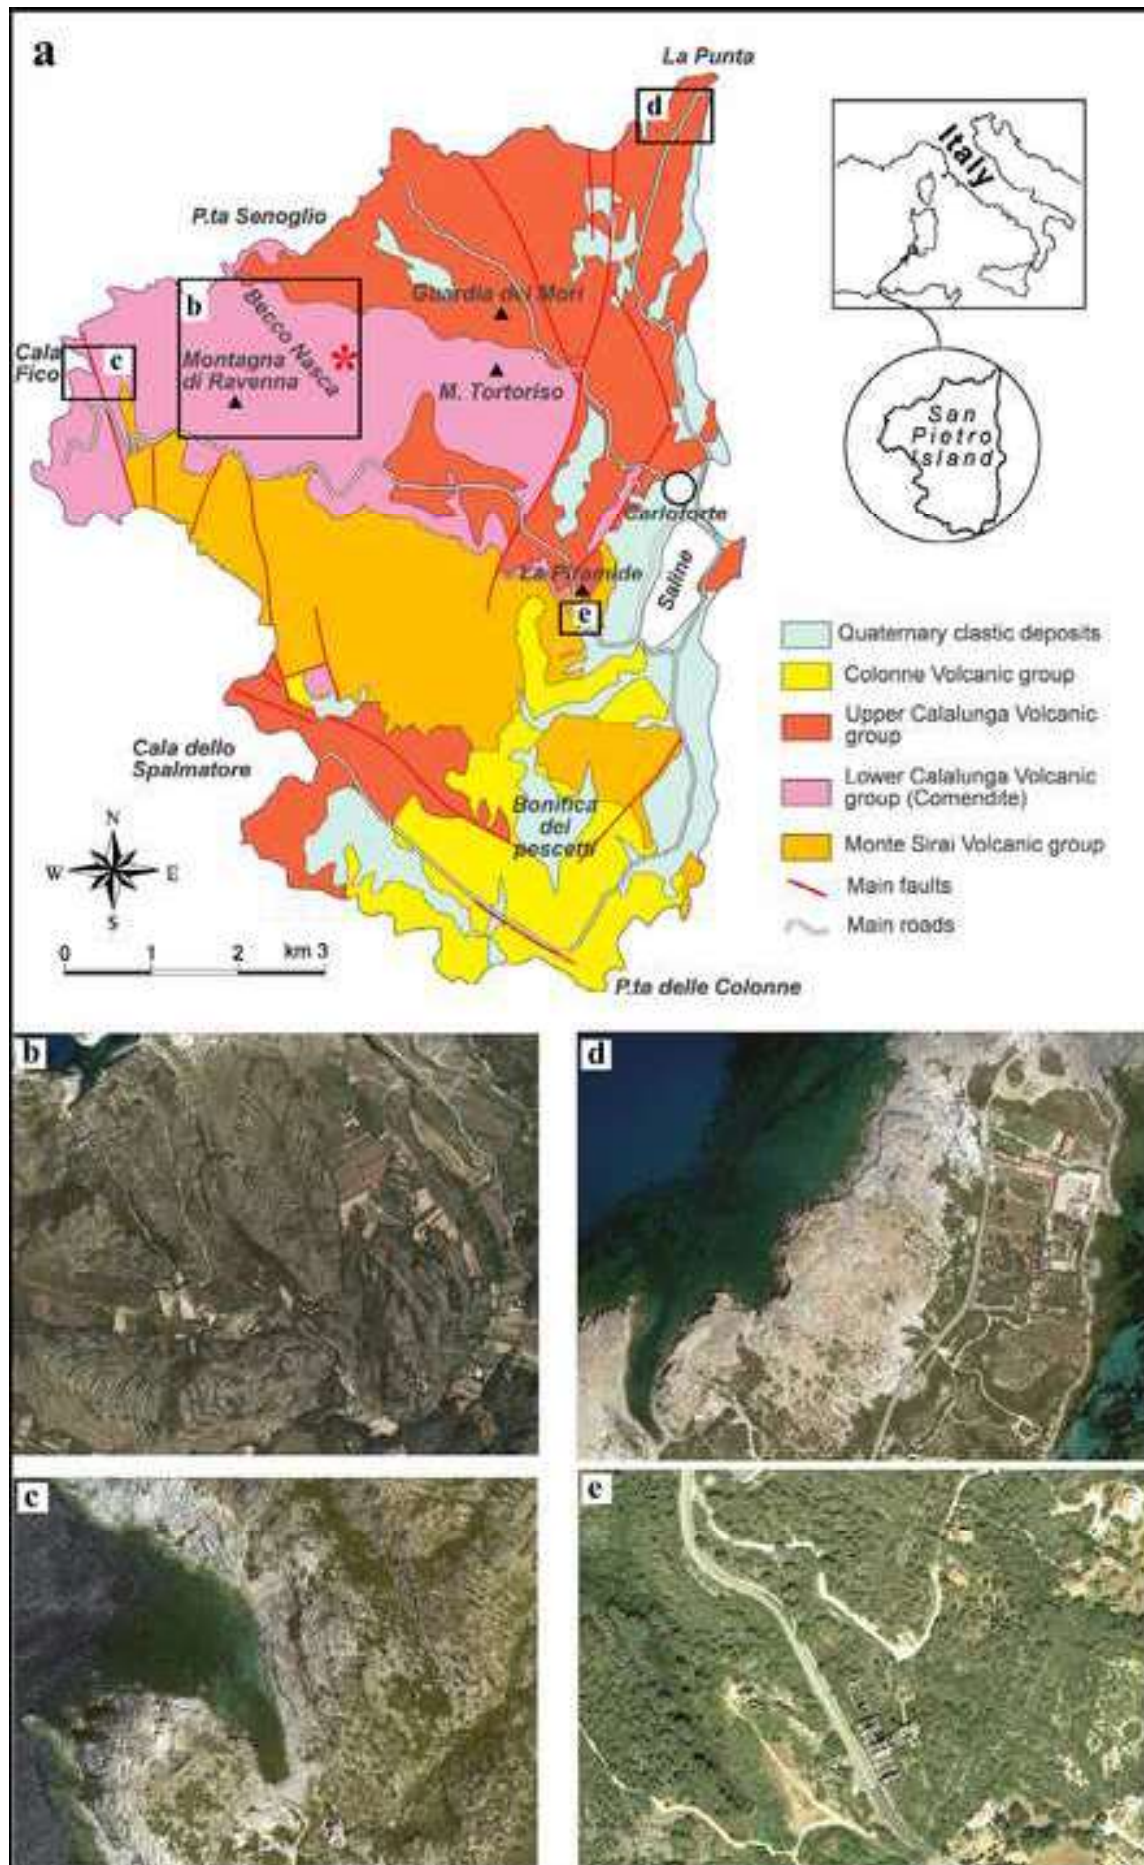 a
La Punta
d
Italy
P.ta Senoglio
b
Becco Nasca
Guardia dei Mori
Cala
Fico
c
Montagna
di Ravenna
*
M. Tortoriso
San
Pietro
Island
Carloforte
La Piramide
Saline
e
Quaternary clastic deposits
Colonne Volcanic group
Upper Calalunga Volcanic
group
Cala dello
Spalmatore
Lower Calalunga Volcanic
group (Comendite)
Bonifica
dei
pescetti
Monte Sirai Volcanic group
N
W
E
S
Main faults
Main roads
0 1 2 km 3
P.ta delle Colonne
b
d
c
e